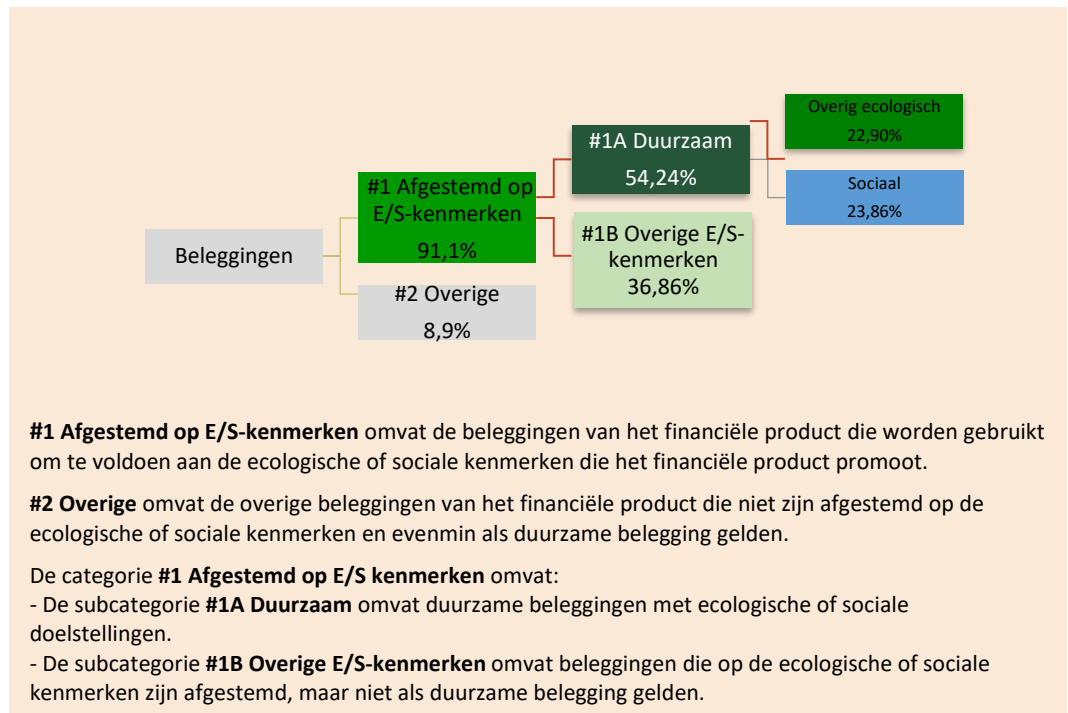 Overig ecologisch
22,90%
#1A Duurzaam
54,24%
Sociaal
23,86%
#1 Afgestemd op
E/S-kenmerken
91,1%
#1B Overige E/S-
kenmerken
36,86%
Beleggingen
#2 Overige
8,9%
#1 Afgestemd op E/S-kenmerken omvat de beleggingen van het financiële product die worden gebruikt
om te voldoen aan de ecologische of sociale kenmerken die het financiële product promoot.
#2 Overige omvat de overige beleggingen van het financiële product die niet zijn afgestemd op de
ecologische of sociale kenmerken en evenmin als duurzame belegging gelden.
De categorie #1 Afgestemd op E/S kenmerken omvat:
- De subcategorie #1A Duurzaam omvat duurzame beleggingen met ecologische of sociale
doelstellingen.
- De subcategorie #1B Overige E/S-kenmerken omvat beleggingen die op de ecologische of sociale
kenmerken zijn afgestemd, maar niet als duurzame belegging gelden.